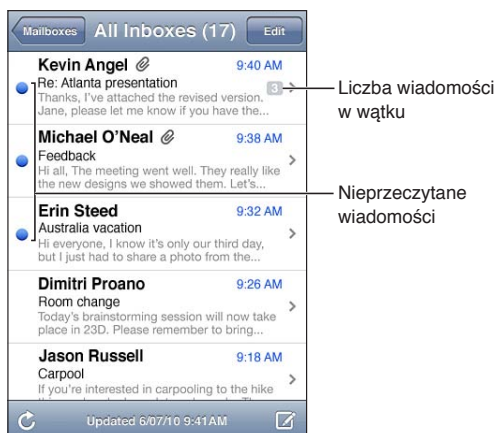 Mailboxes All Inboxes (17) Edit
Kevin Angel 9:40 AM
Re: Atlanta presentation 3
Thanks, I've attached the revised version.
Jane, please let me know if you have the...
Liczba wiadomości
w wątku
Michael O'Neal 9:38 AM
Feedback
Hi all, The meeting went well. They really like
the new designs we showed them. Let's...
Nieprzeczytane
wiadomości
Erin Steed 9:32 AM
Australia vacation
Hi everyone, I know it's only our third day,
but I just had to share a photo from the...
Dimitri Proano 9:26 AM
Room change
Today's brainstorming session will now take
place in 23D. Please remember to bring...
Jason Russell 9:18 AM
Carpool
If you're interested in carpooling to the hike
Updated 6/07/10 9:41AM